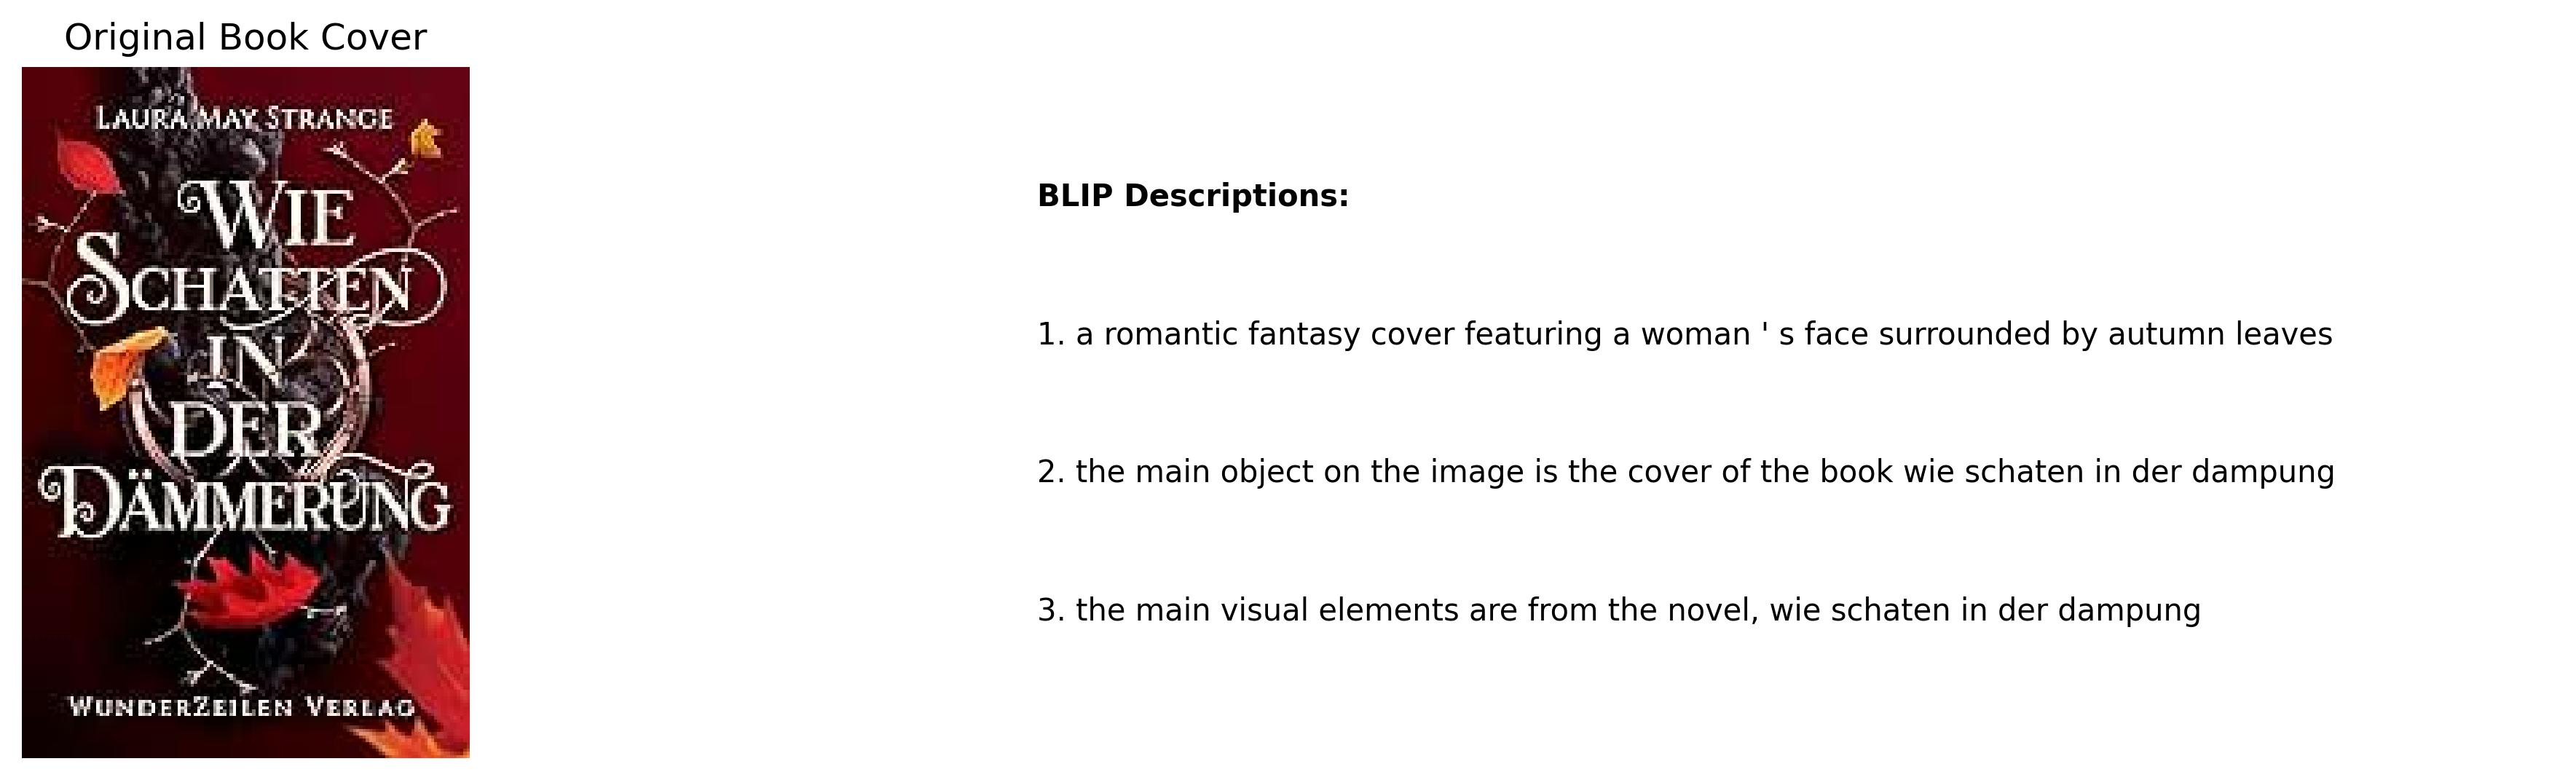 Original Book Cover
LAURA MAY STRANGE
WIE
SCHATTEN
IN
DER
DÄMMERUNG
WUNDERZEILEN VERLAG
BLIP Descriptions:
1. a romantic fantasy cover featuring a woman ' s face surrounded by autumn leaves
2. the main object on the image is the cover of the book wie schaten in der dampung
3. the main visual elements are from the novel, wie schaten in der dampung